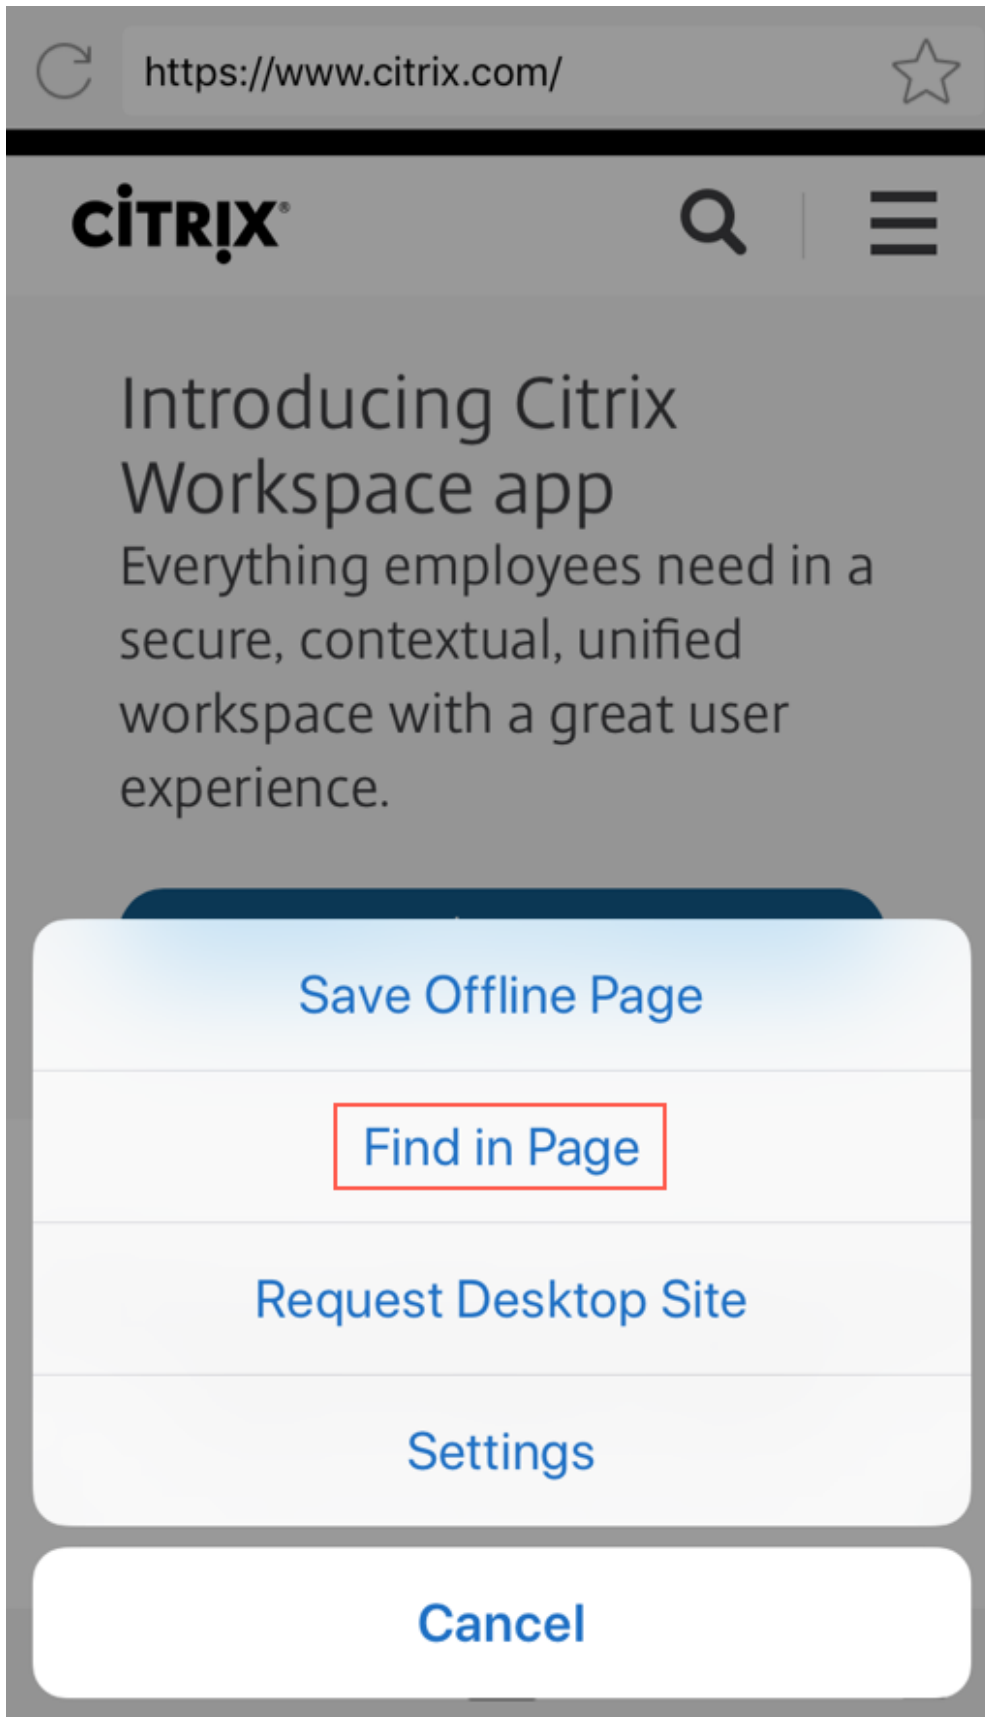 https://www.citrix.com/
CITRIX®
Introducing Citrix
Workspace app
Everything employees need in a
secure, contextual, unified
workspace with a great user
experience.
Save Offline Page
Find in Page
Request Desktop Site
Settings
Cancel